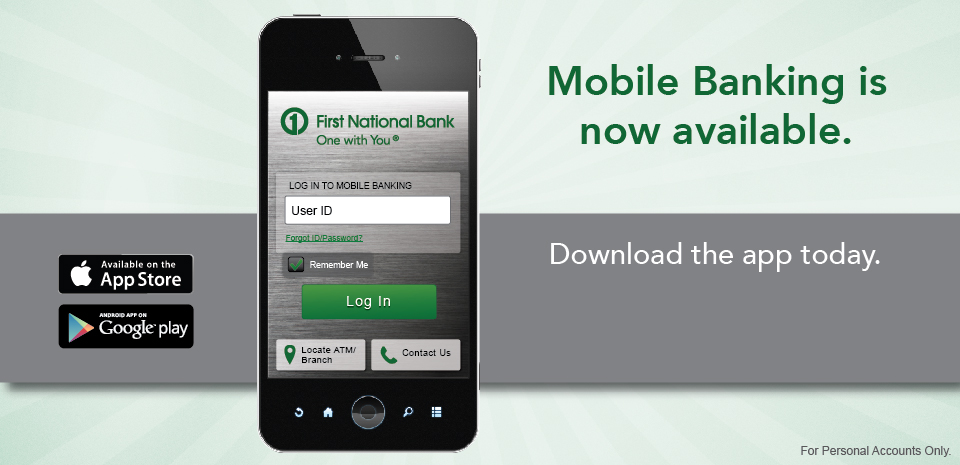 Mobile Banking is
now available.
Download the app today.
First National Bank
One with You®
LOG IN TO MOBILE BANKING
User ID
Forgot ID/Password?
Remember Me
Log In
Locate ATM/
Branch
Contact Us
Available on the
App Store
ANDROID APP ON
Google play
For Personal Accounts Only.